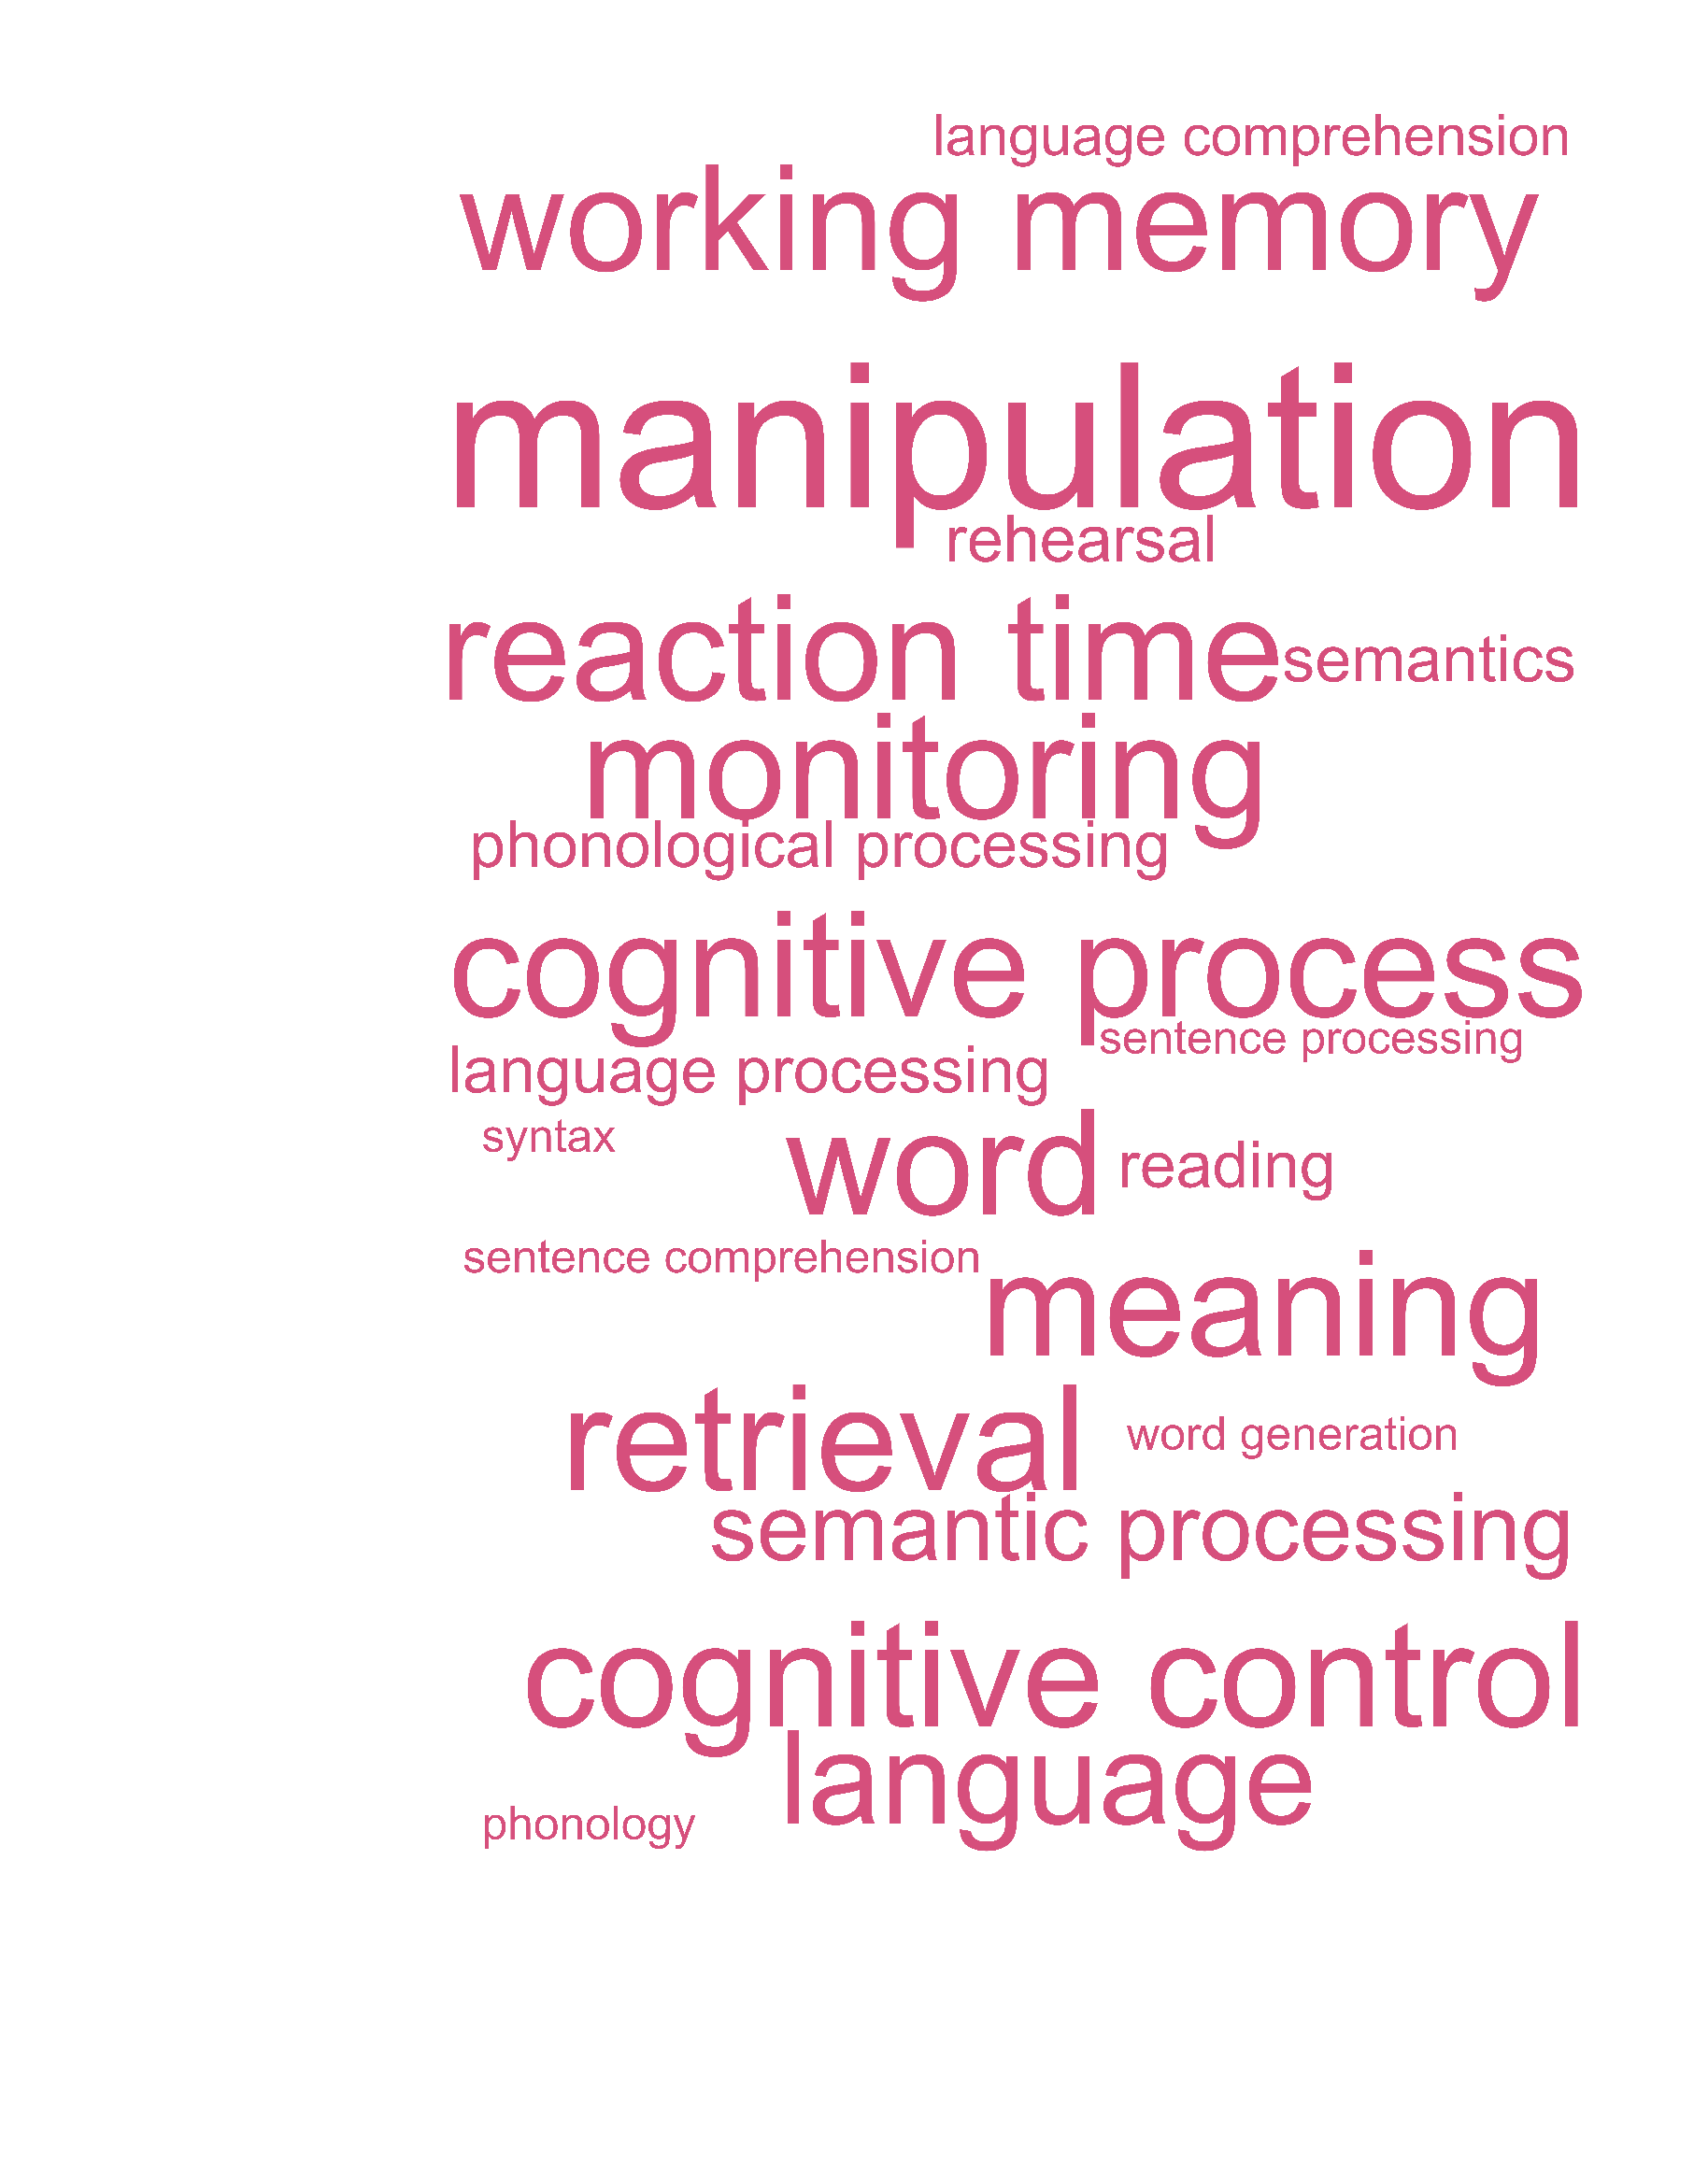 language comprehension
working memory
manipulation
rehearsal
reaction time
semantics
monitoring
phonological processing
cognitive process
sentence processing
language processing
syntax
word
reading
sentence comprehension
meaning
retrieval
word generation
semantic processing
cognitive control
language
phonology